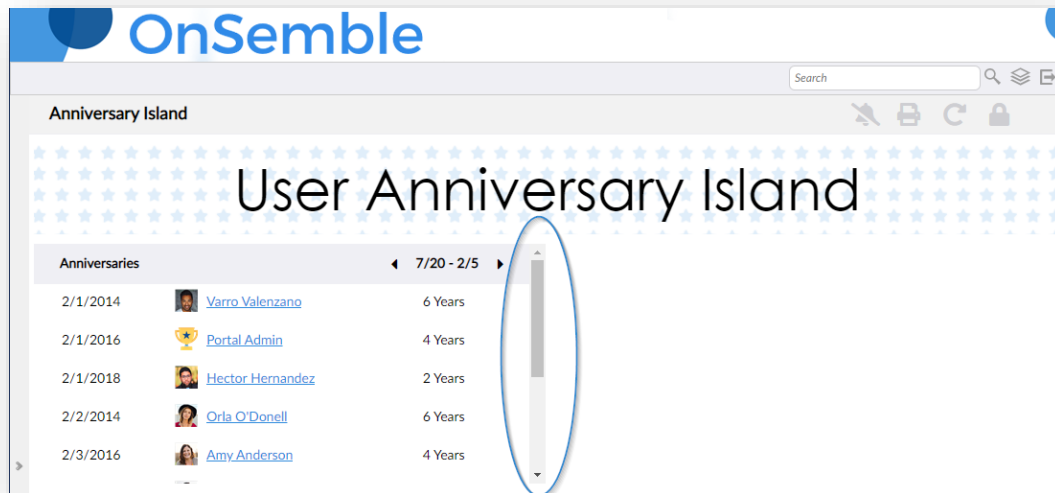 OnSemble
Search
Anniversary Island
User Anniversary Island
Anniversaries 7/20 - 2/5
2/1/2014 Varro Valenzano 6 Years
2/1/2016 Portal Admin 4 Years
2/1/2018 Hector Hernandez 2 Years
2/2/2014 Orla O'Donell 6 Years
2/3/2016 Amy Anderson 4 Years